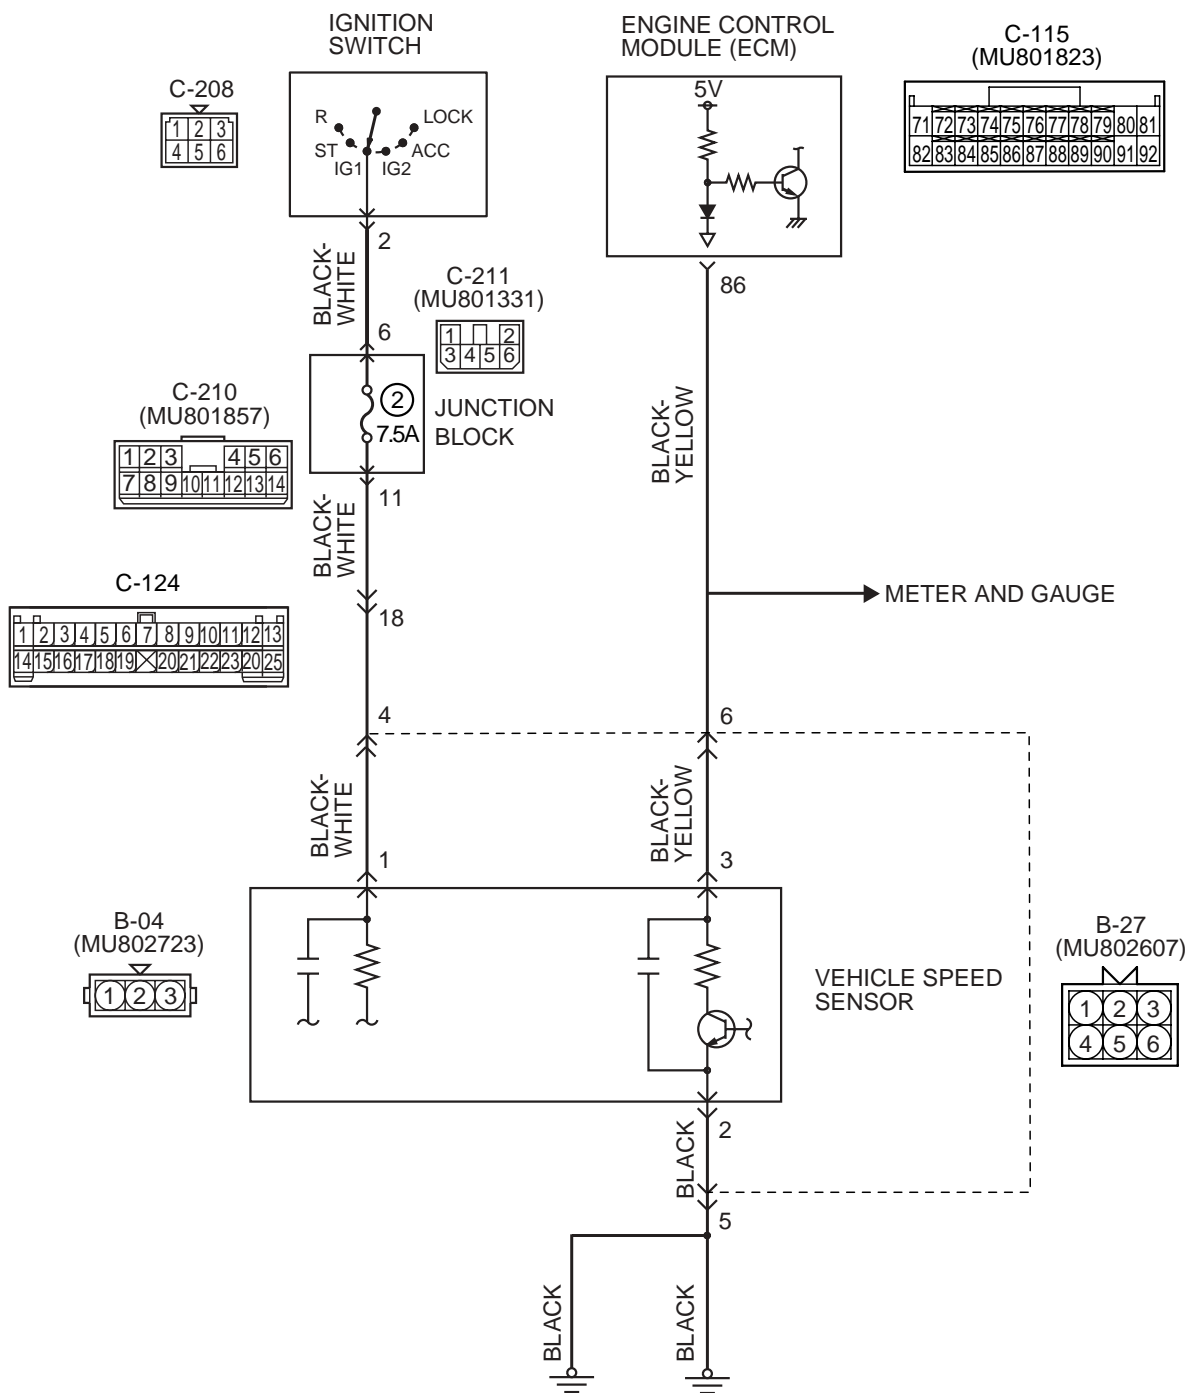 IGNITION
SWITCH
ENGINE CONTROL
MODULE (ECM)
C-115
(MU801823)
C-208
1 2 3
4 5 6
R
LOCK
ST
ACC
IG1
IG2
5V
71 72 73 74 75 76 77 78 79 80 81
82 83 84 85 86 87 88 89 90 91 92
2
86
BLACK-
WHITE
C-211
(MU801331)
1 2
3 4 5 6
6
C-210
(MU801857)
1 2 3 4 5 6
7 8 9 10 11 12 13 14
2
7.5A
JUNCTION
BLOCK
BLACK-
YELLOW
11
BLACK-
WHITE
C-124
1 2 3 4 5 6 7 8 9 10 11 12 13
14 15 16 17 18 19 20 21 22 23 20 25
18
METER AND GAUGE
4
6
BLACK-
WHITE
BLACK-
YELLOW
1
3
B-04
(MU802723)
1 2 3
VEHICLE SPEED
SENSOR
B-27
(MU802607)
1 2 3
4 5 6
2
BLACK
5
BLACK
BLACK